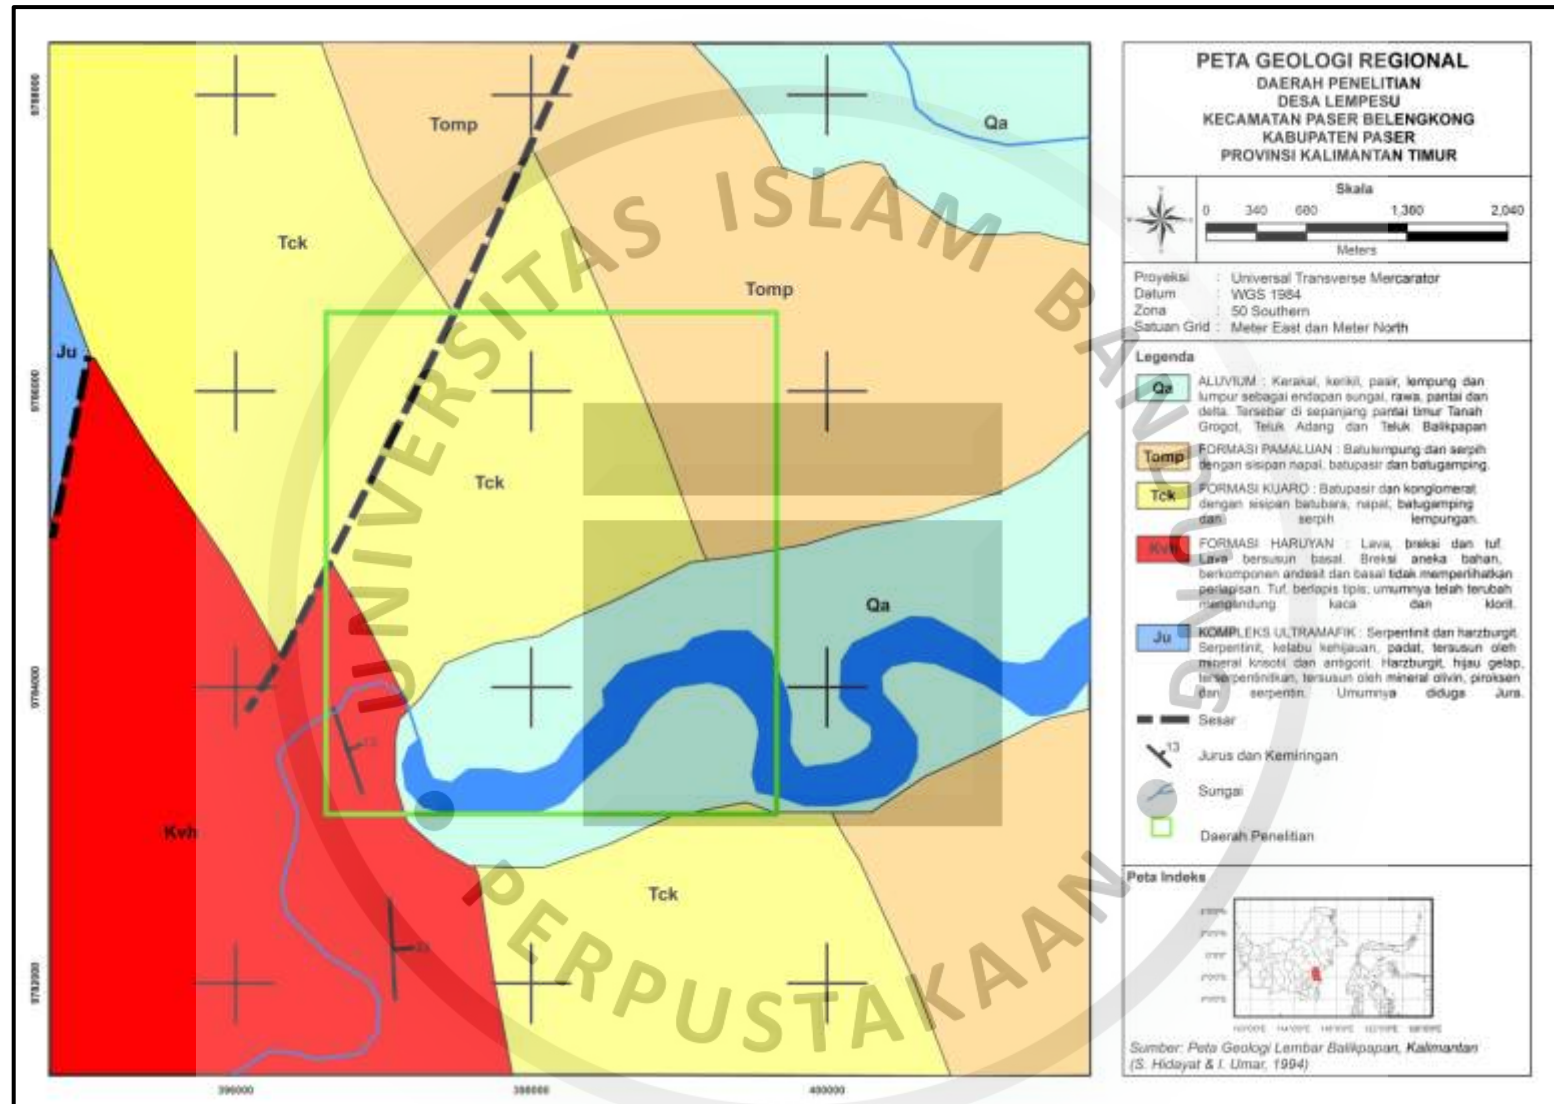 PETA GEOLOGI REGIONAL
DAERAH PENELITIAN
DESA LEMPESU
KECAMATAN PASER BELENGKONG
KABUPATEN PASER
PROVINSI KALIMANTAN TIMUR
Skala
0 340 680 1,360 2,040
Meters
Proyeksi : Universal Transverse Mercarator
Datum : WGS 1984
Zona : 50 Southern
Satuan Grid : Meter East dan Meter North
Legenda
Qa
ALUVIUM : Kerakal, kerikil, pasir, lempung dan
lumpur sebagai endapan sungai, rawa, pantai dan
delta. Tersebar di sepanjang pantai timur Tanah
Grogot, Teluk Adang dan Teluk Balikpapan
Tomp
FORMASI PAMALUAN : Batulempung dan serpih
dengan sisipan napal, batupasir dan batugamping.
Tck
FORMASI KUARO : Batupasir dan konglomerat
dengan sisipan batubara, napal, batugamping
dan serpih lempungan.
Kvh
FORMASI HARUYAN : Lava, breksi dan tuf.
Lava bersusun basal. Breksi aneka bahan,
berkomponen andesit dan basal tidak memperlihatkan
perlapisan. Tuf, berlapis tipis, umumnya telah terubah
mengandung kaca dan klorit.
Ju
KOMPLEKS ULTRAMAFIK : Serpentinit dan harzburgit.
Serpentinit, kelabu kehijauan, padat, tersusun oleh
mineral krisotil dan antigorit. Harzburgit, hijau gelap,
terserpentinitkan, tersusun oleh mineral olivin, piroksen
dan serpentin. Umumnya diduga Jura.
Sesar
13
Jurus dan Kemiringan
Sungai
Daerah Penelitian
Peta Indeks
Sumber: Peta Geologi Lembar Balikpapan, Kalimantan
(S. Hidayat & I. Umar, 1994)
Tomp
Qa
Tck
Tomp
Ju
Tck
Qa
Kvh
Tck
9788000
9786000
9784000
9782000
396000
398000
400000
UNIVERSITAS ISLAM BANDUNG
PERPUSTAKAAN